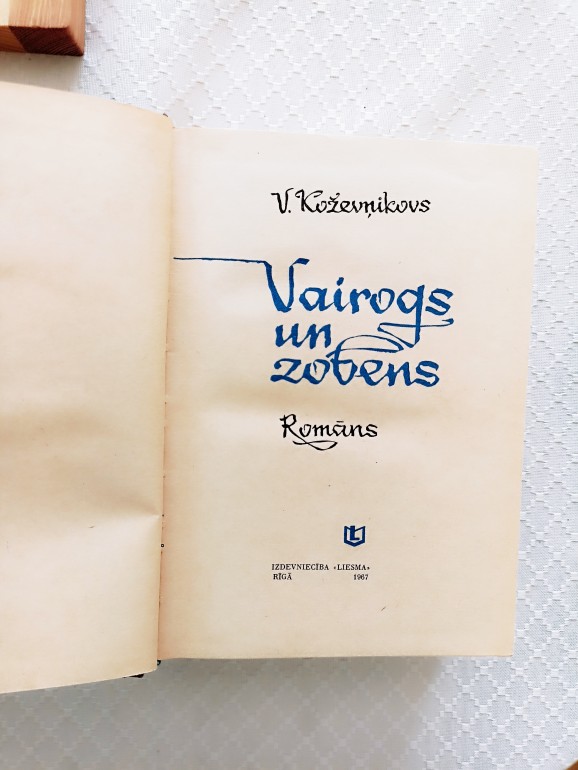 V. Koževņikovs
Vairogs
un
zobens
Romāns
IZDEVNIECĪBA «LIESMA»
RĪGĀ 1967